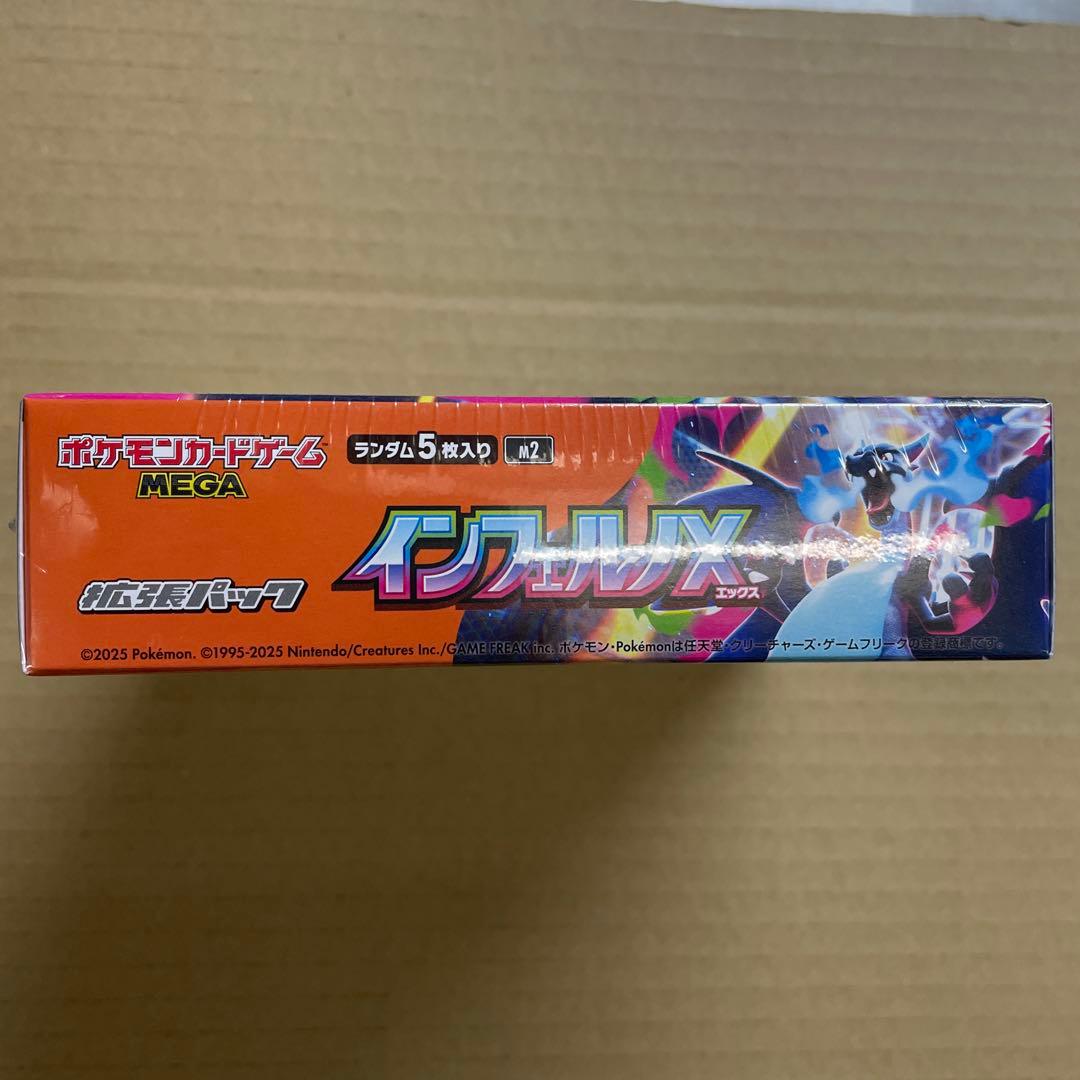 ポケモンカードゲーム™
MEGA
ランダム5枚入り M2
インフェルノX
エックス
拡張パック
©2025 Pokémon. ©1995-2025 Nintendo/Creatures Inc./GAME FREAK inc. ポケモン・Pokémonは任天堂・クリーチャーズ・ゲームフリークの登録商標です。